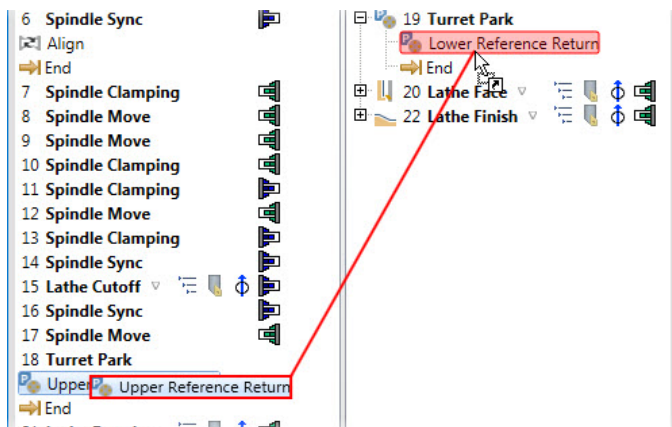 6 Spindle Sync
Align
End
7 Spindle Clamping
8 Spindle Move
9 Spindle Move
10 Spindle Clamping
11 Spindle Clamping
12 Spindle Move
13 Spindle Clamping
14 Spindle Sync
15 Lathe Cutoff
16 Spindle Sync
17 Spindle Move
18 Turret Park
Upper Upper Reference Return
End
19 Turret Park
Lower Reference Return
End
20 Lathe Face
22 Lathe Finish